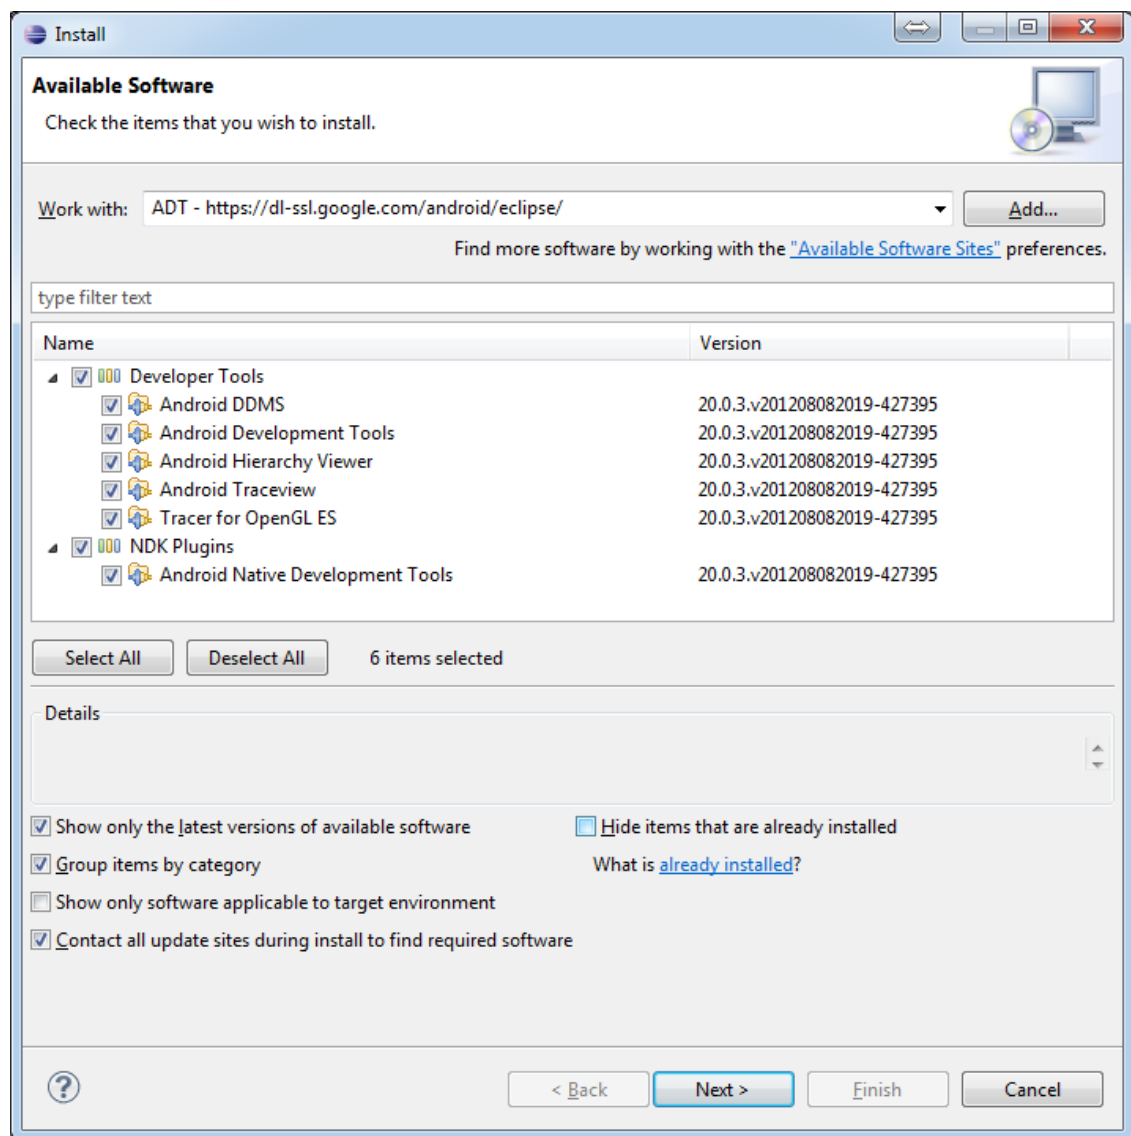 Install
Available Software
Check the items that you wish to install.
Work with: ADT - https://dl-ssl.google.com/android/eclipse/ Add...
Find more software by working with the "Available Software Sites" preferences.
type filter text
Name Version
Developer Tools
Android DDMS 20.0.3.v201208082019-427395
Android Development Tools 20.0.3.v201208082019-427395
Android Hierarchy Viewer 20.0.3.v201208082019-427395
Android Traceview 20.0.3.v201208082019-427395
Tracer for OpenGL ES 20.0.3.v201208082019-427395
NDK Plugins
Android Native Development Tools 20.0.3.v201208082019-427395
Select All Deselect All 6 items selected
Details
Show only the latest versions of available software Hide items that are already installed
Group items by category What is already installed?
Show only software applicable to target environment
Contact all update sites during install to find required software
? < Back Next > Finish Cancel